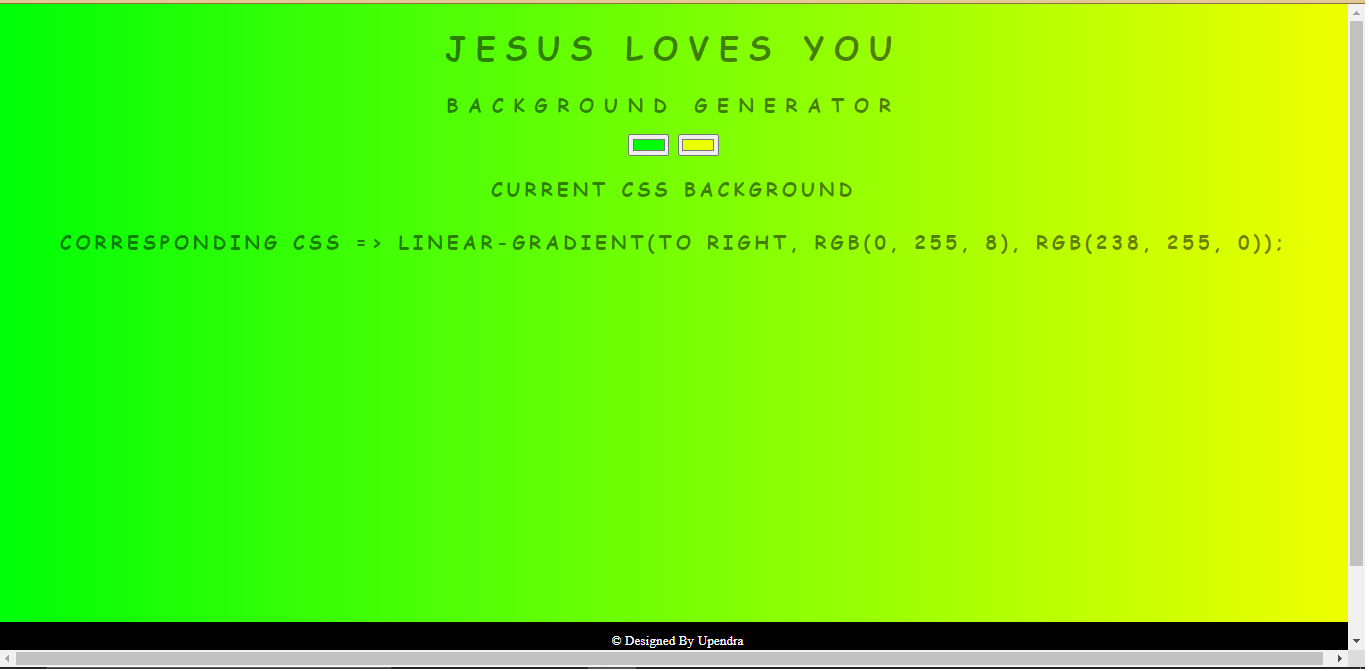 JESUS LOVES YOU
BACKGROUND GENERATOR
CURRENT CSS BACKGROUND
CORRESPONDING CSS => LINEAR-GRADIENT(TO RIGHT, RGB(0, 255, 8), RGB(238, 255, 0));
© Designed By Upendra